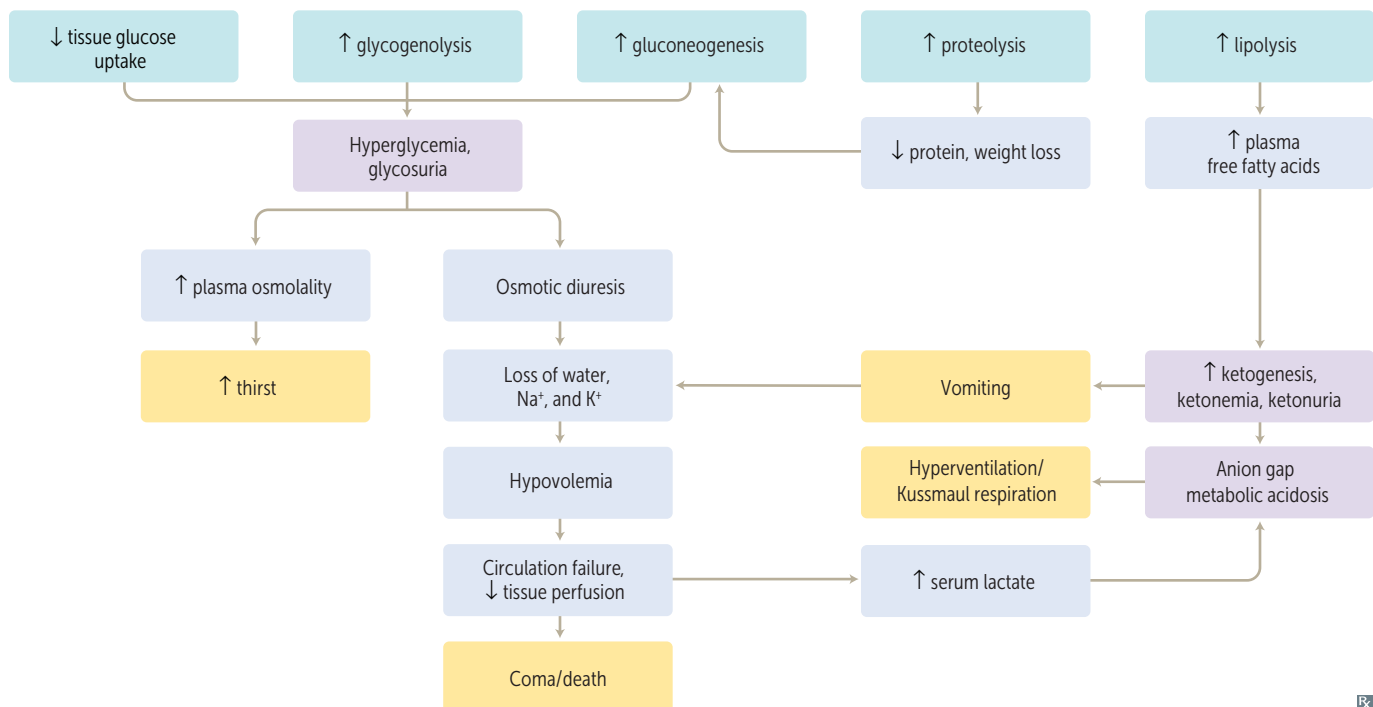 ↓ tissue glucose
uptake
↑ glycogenolysis
↑ gluconeogenesis
↑ proteolysis
↑ lipolysis
Hyperglycemia,
glycosuria
↓ protein, weight loss
↑ plasma
free fatty acids
↑ plasma osmolality
Osmotic diuresis
↑ thirst
Loss of water,
Na⁺, and K⁺
Vomiting
↑ ketogenesis,
ketonemia, ketonuria
Hypovolemia
Hyperventilation/
Kussmaul respiration
Anion gap
metabolic acidosis
Circulation failure,
↓ tissue perfusion
↑ serum lactate
Coma/death
℞